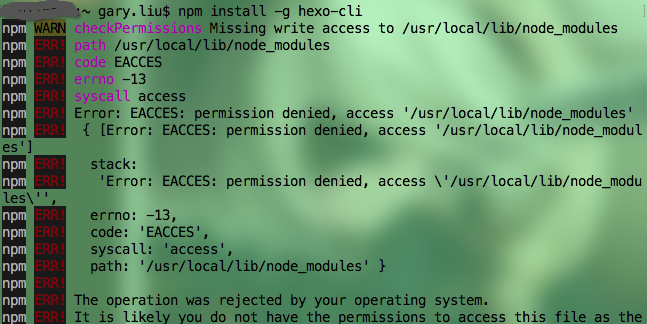 :~ gary.liu$ npm install -g hexo-cli
npm WARN checkPermissions Missing write access to /usr/local/lib/node_modules
npm ERR! path /usr/local/lib/node_modules
npm ERR! code EACCES
npm ERR! errno -13
npm ERR! syscall access
npm ERR! Error: EACCES: permission denied, access '/usr/local/lib/node_modules'
npm ERR!  { [Error: EACCES: permission denied, access '/usr/local/lib/node_modul
es']
npm ERR!   stack:
npm ERR!    'Error: EACCES: permission denied, access \'/usr/local/lib/node_modu
les\'',
npm ERR!   errno: -13,
npm ERR!   code: 'EACCES',
npm ERR!   syscall: 'access',
npm ERR!   path: '/usr/local/lib/node_modules' }
npm ERR!
npm ERR! The operation was rejected by your operating system.
npm ERR! It is likely you do not have the permissions to access this file as the